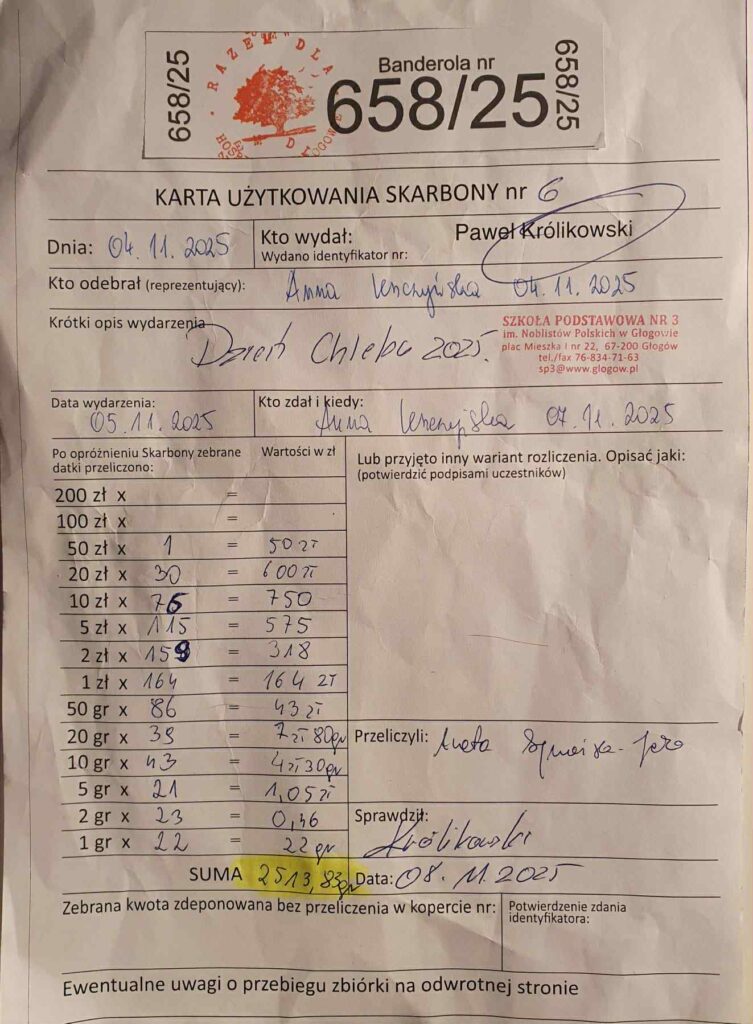 658/25
RAZEM DLA
Banderola nr
658/25
658/25
KARTA UŻYTKOWANIA SKARBONY nr 6
Dnia: 04.11.2025
Kto wydał: Paweł Królikowski
Wydano identyfikator nr:
Kto odebrał (reprezentujący): Anna 04.11.2025
Krótki opis wydarzenia
Dzień Chleba 2025.
SZKOŁA PODSTAWOWA NR 3
im. Noblistów Polskich w Głogowie
plac Mieszka I nr 22, 67-200 Głogów
tel./fax 76-834-71-63
sp3@www.glogow.pl
Data wydarzenia:
05.11.2025
Kto zdał i kiedy:
Anna 07.11.2025
Po opróżnieniu Skarbony zebrane datki przeliczono:
Wartości w zł
200 zł x =
100 zł x =
50 zł x 1 = 50 zł
20 zł x 30 = 600 zł
10 zł x 75 = 750
5 zł x 115 = 575
2 zł x 159 = 318
1 zł x 164 = 164 zł
50 gr x 86 = 43 zł
20 gr x 39 = 7 zł 80 gr
10 gr x 43 = 4 zł 30 gr
5 gr x 21 = 1,05 zł
2 gr x 23 = 0,46
1 gr x 22 = 22 gr
SUMA 2513,83 gr
Lub przyjęto inny wariant rozliczenia. Opisać jaki:
(potwierdzić podpisami uczestników)
Przeliczyli: Aneta
Sprawdził:
Królikowski
Data: 08.11.2025
Zebrana kwota zdeponowana bez przeliczenia w kopercie nr:
Potwierdzenie zdania
identyfikatora:
Ewentualne uwagi o przebiegu zbiórki na odwrotnej stronie